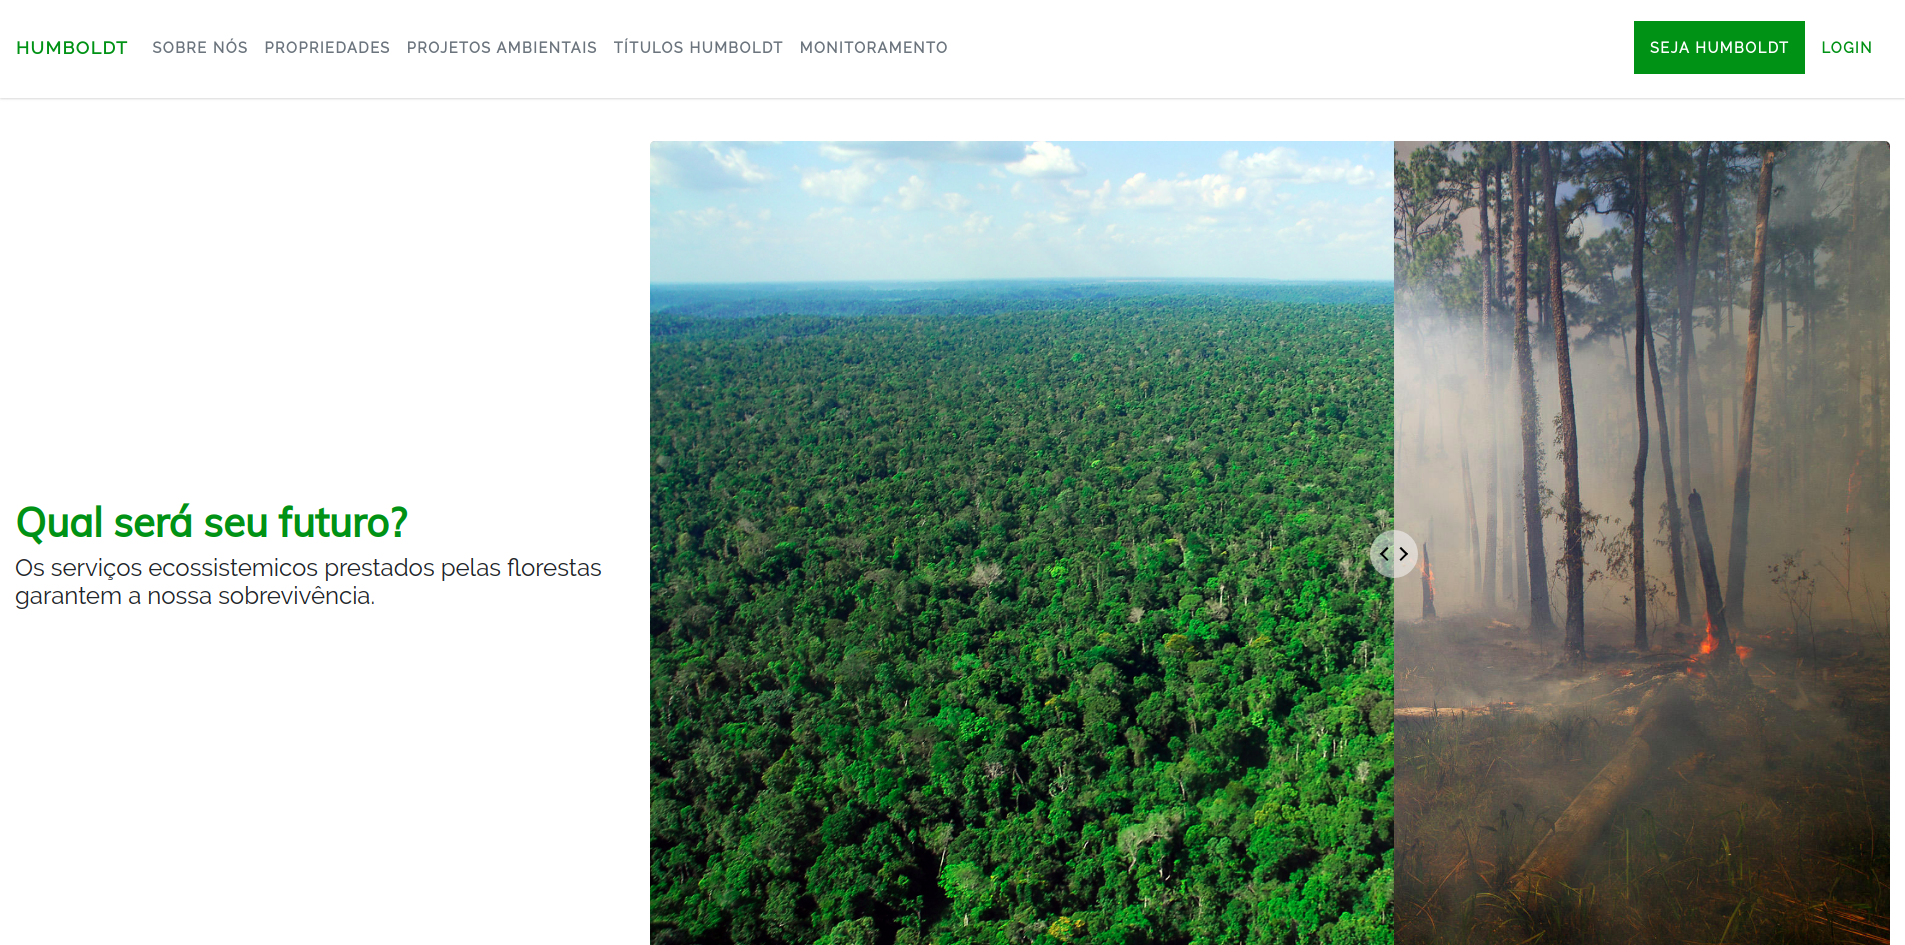 HUMBOLDT SOBRE NÓS PROPRIEDADES PROJETOS AMBIENTAIS TÍTULOS HUMBOLDT MONITORAMENTO SEJA HUMBOLDT LOGIN
Qual será seu futuro?
Os serviços ecossistemicos prestados pelas florestas
garantem a nossa sobrevivência.